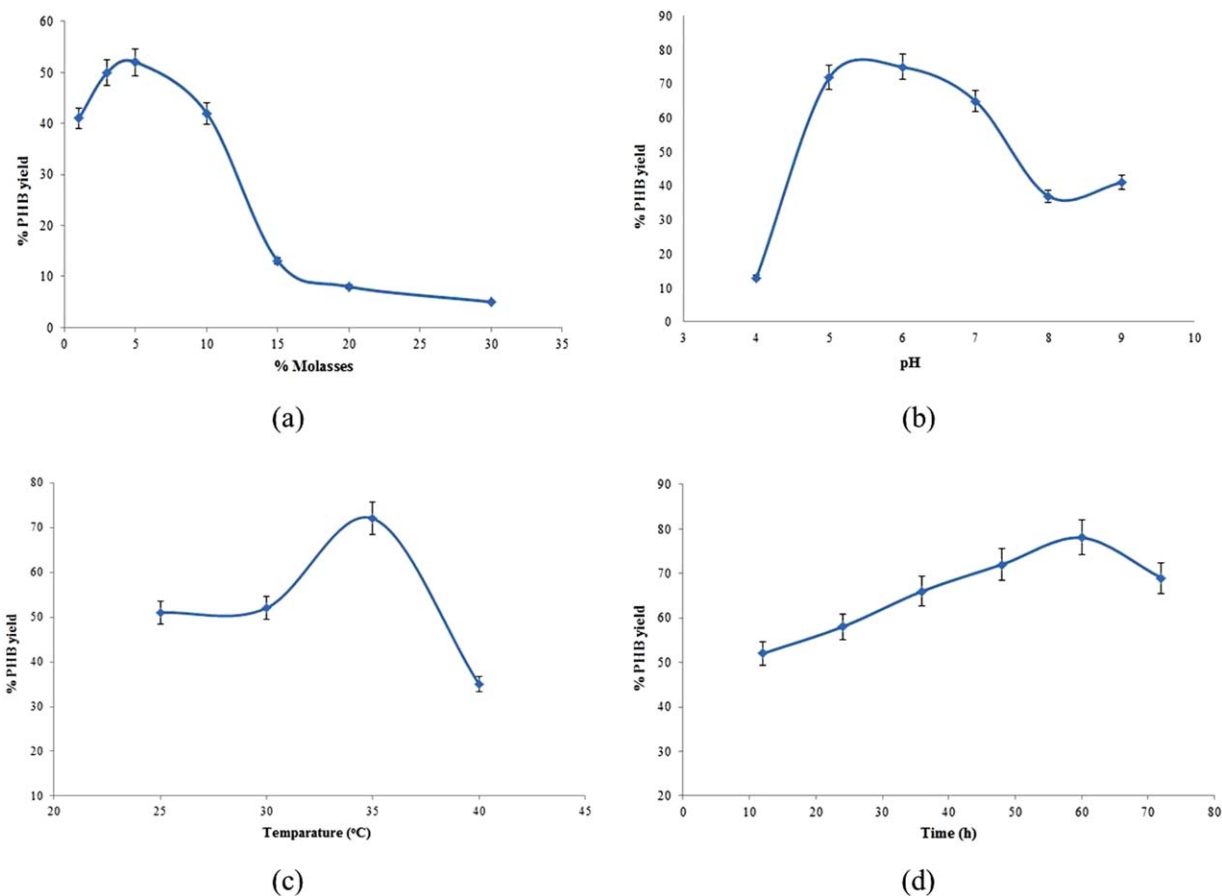 60
50
40
30
20
10
0
% PHB yield
0 5 10 15 20 25 30 35
% Molasses
(a)
90
80
70
60
50
40
30
20
10
0
% PHB yield
3 4 5 6 7 8 9 10
pH
(b)
80
70
60
50
40
30
20
10
% PHB yield
20 25 30 35 40 45
Temparature (°C)
(c)
90
80
70
60
50
40
30
20
% PHB yield
0 10 20 30 40 50 60 70 80
Time (h)
(d)